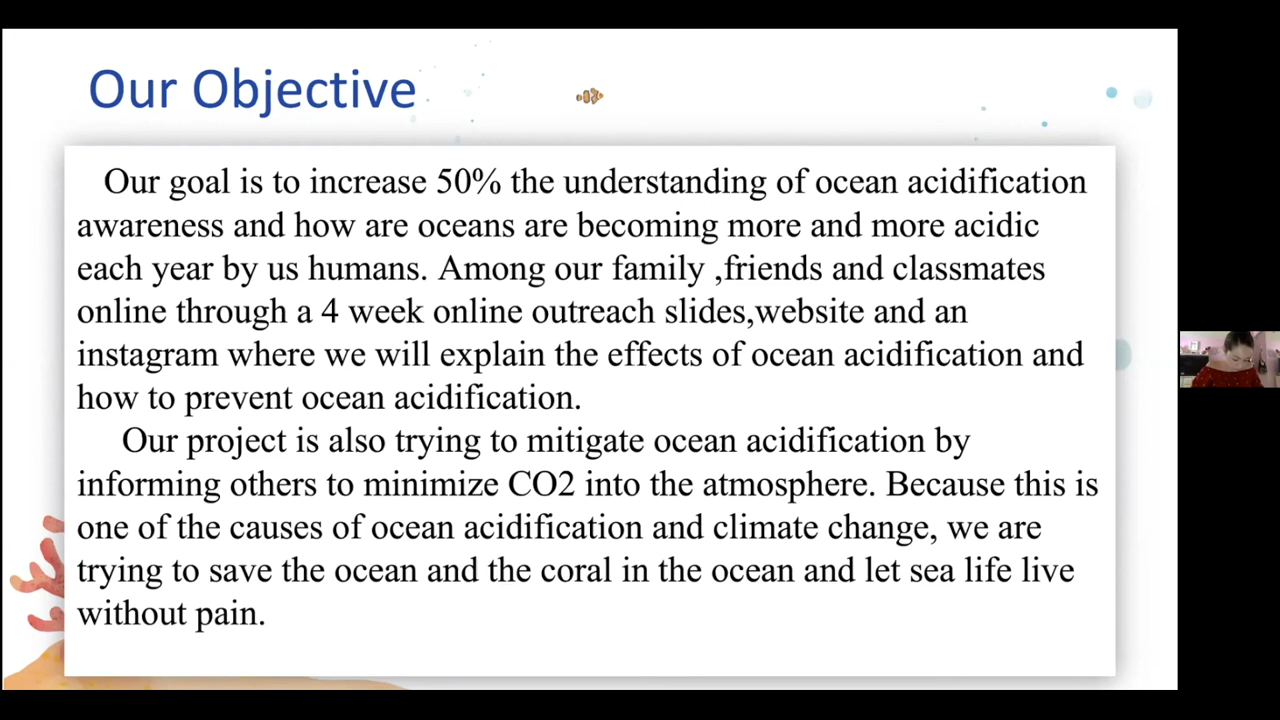 Our Objective
Our goal is to increase 50% the understanding of ocean acidification
awareness and how are oceans are becoming more and more acidic
each year by us humans. Among our family ,friends and classmates
online through a 4 week online outreach slides,website and an
instagram where we will explain the effects of ocean acidification and
how to prevent ocean acidification.
Our project is also trying to mitigate ocean acidification by
informing others to minimize CO2 into the atmosphere. Because this is
one of the causes of ocean acidification and climate change, we are
trying to save the ocean and the coral in the ocean and let sea life live
without pain.